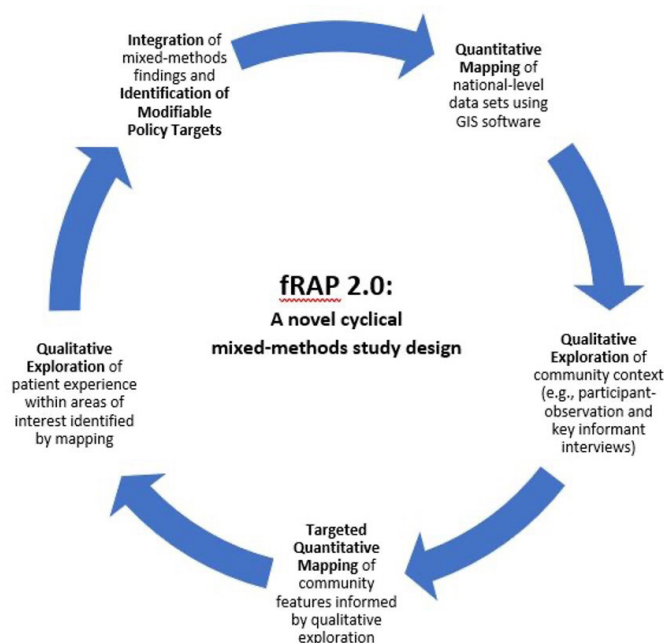 Integration of
mixed-methods
findings and
Identification of
Modifiable
Policy Targets
Quantitative
Mapping of
national-level
data sets using
GIS software
fRAP 2.0:
A novel cyclical
mixed-methods study design
Qualitative
Exploration of
community context
(e.g., participant-
observation and
key informant
interviews)
Targeted
Quantitative
Mapping of
community
features informed
by qualitative
exploration
Qualitative
Exploration of
patient experience
within areas of
interest identified
by mapping